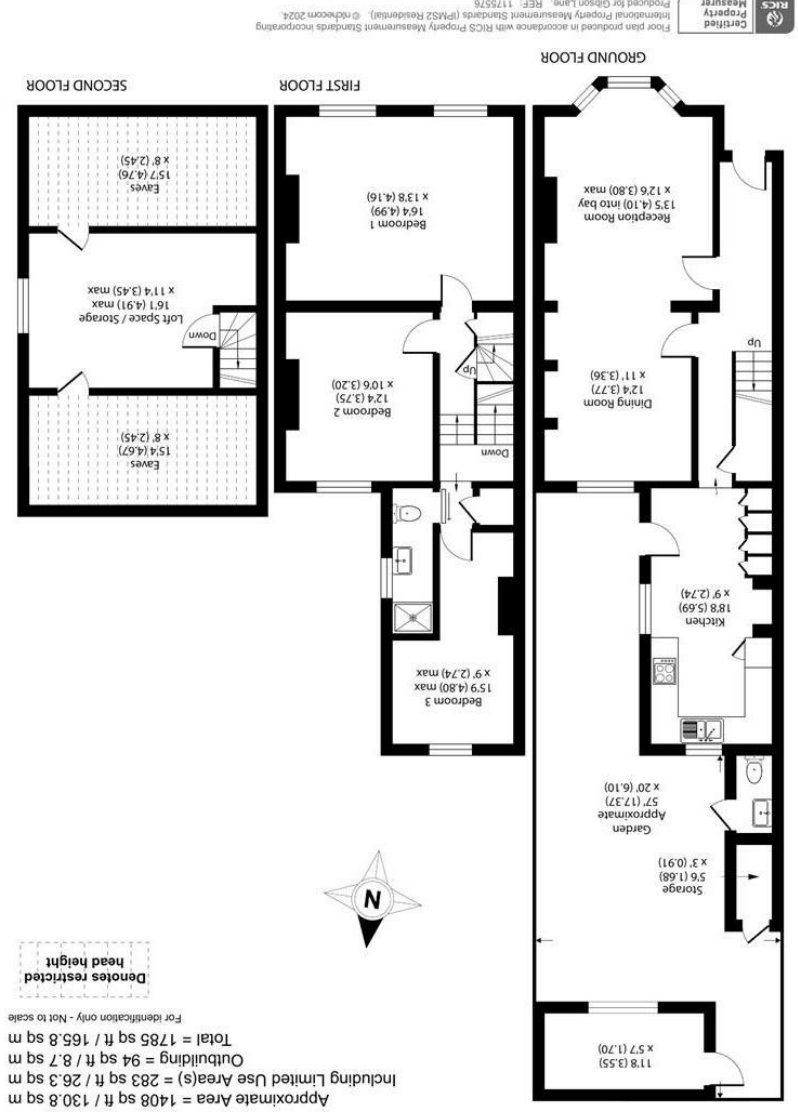 Approximate Area = 1408 sq ft / 130.8 sq m
Including Limited Use Area(s) = 283 sq ft / 26.3 sq m
Outbuilding = 94 sq ft / 8.7 sq m
Total = 1785 sq ft / 165.8 sq m
For identification only - Not to scale
Denotes restricted
head height
N
11'8 (3.55)
x 5'7 (1.70)
Storage
5'6 (1.68)
x 3' (0.91)
Garden
Approximate
57' (17.37)
x 20' (6.10)
Kitchen
18'8 (5.69)
x 9' (2.74)
Up
Dining Room
12'4 (3.77)
x 11' (3.36)
Reception Room
13'5 (4.10) into bay
x 12'6 (3.80) max
GROUND FLOOR
Bedroom 3
15'9 (4.80) max
x 9' (2.74) max
Down
Up
Bedroom 2
12'4 (3.75)
x 10'6 (3.20)
Bedroom 1
16'4 (4.99)
x 13'8 (4.16)
FIRST FLOOR
Eaves
15'4 (4.67)
x 8' (2.45)
Down
Loft Space / Storage
16'1 (4.91) max
x 11'4 (3.45) max
Eaves
15'7 (4.76)
x 8' (2.45)
SECOND FLOOR
RICS
Certified
Property
Measurer
Floor plan produced in accordance with RICS Property Measurement Standards incorporating
International Property Measurement Standards (IPMS2 Residential). © nichecom 2024.
Produced for Gibson Lane. REF: 1175576